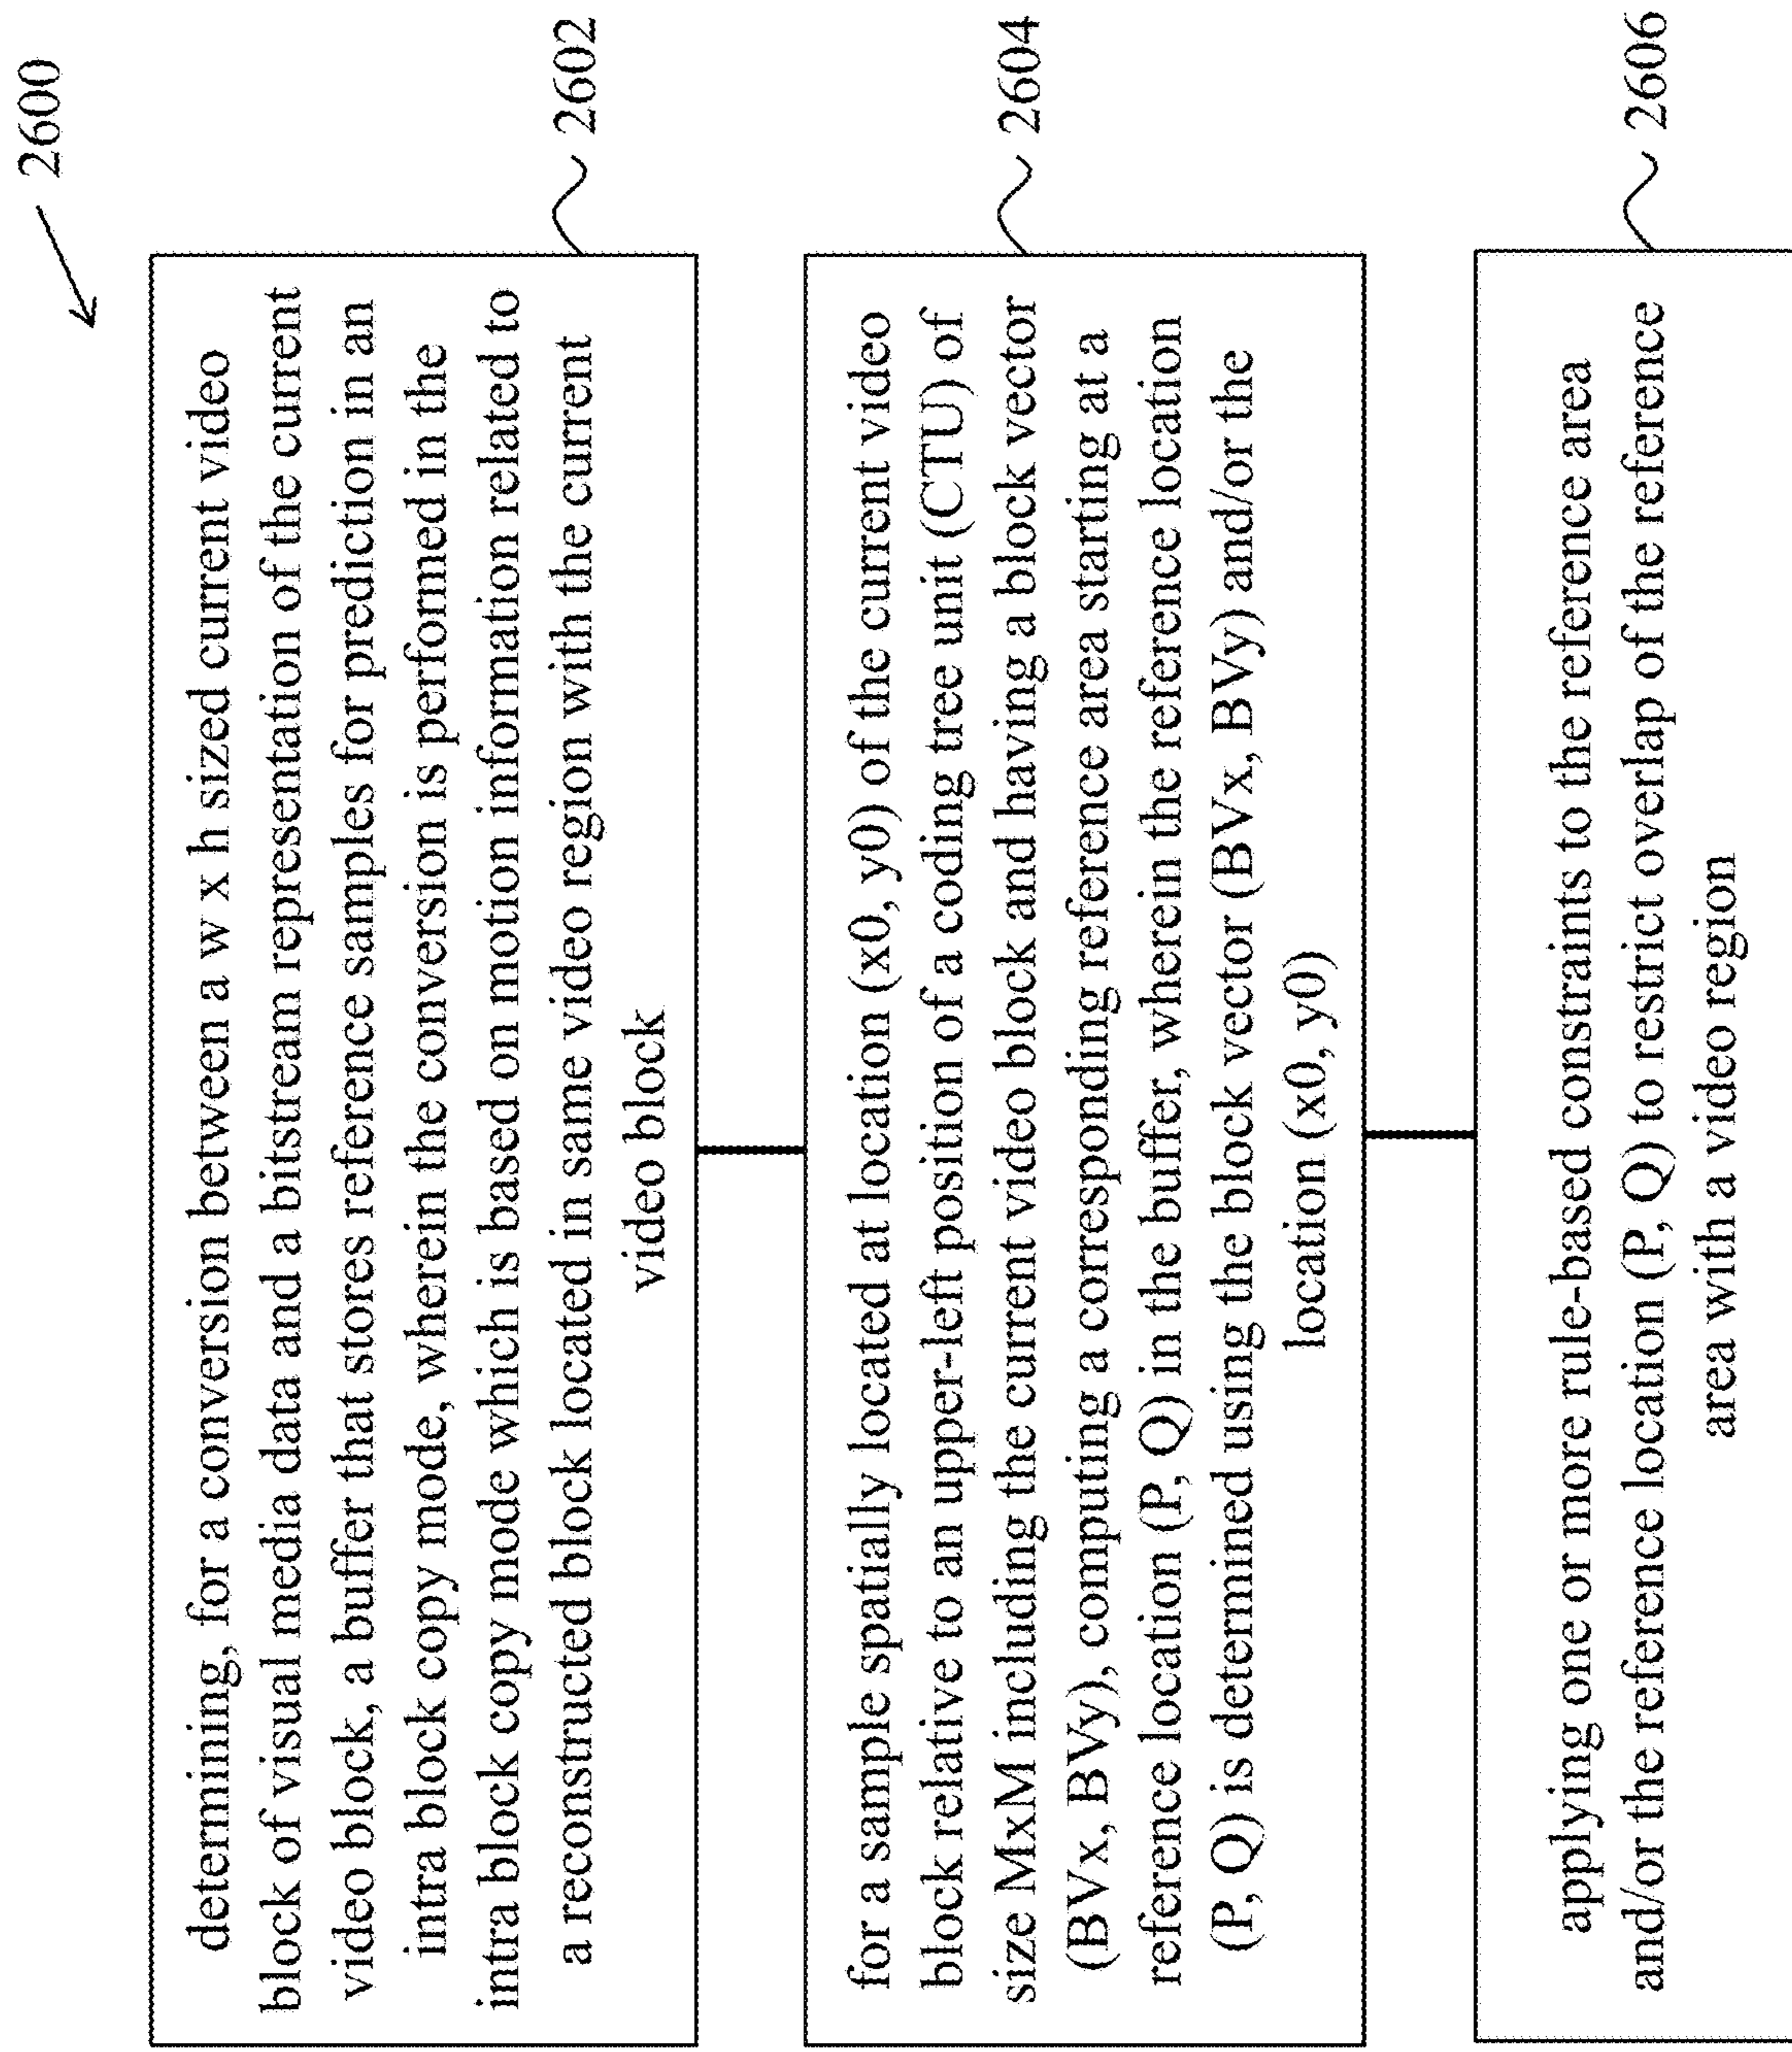 2600
determining, for a conversion between a w x h sized current video
block of visual media data and a bitstream representation of the current
video block, a buffer that stores reference samples for prediction in an
intra block copy mode, wherein the conversion is performed in the
intra block copy mode which is based on motion information related to
a reconstructed block located in same video region with the current
video block
2602
for a sample spatially located at location (x0, y0) of the current video
block relative to an upper-left position of a coding tree unit (CTU) of
size MxM including the current video block and having a block vector
(BVx, BVy), computing a corresponding reference area starting at a
reference location (P, Q) in the buffer, wherein the reference location
(P, Q) is determined using the block vector (BVx, BVy) and/or the
location (x0, y0)
2604
applying one or more rule-based constraints to the reference area
and/or the reference location (P, Q) to restrict overlap of the reference
area with a video region
2606